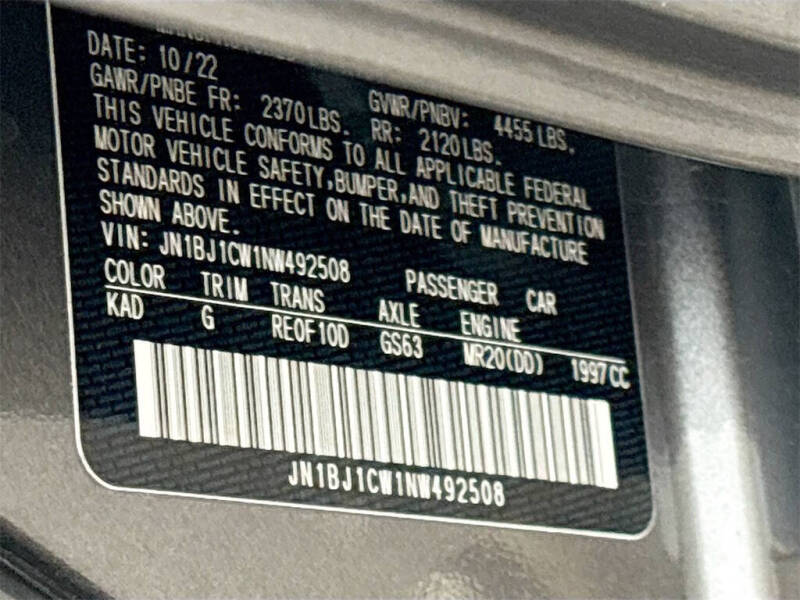 DATE: 10/22
GVWR/PNBV: 4455 LBS.
GAWR/PNBE FR: 2370LBS. RR: 2120LBS.
THIS VEHICLE CONFORMS TO ALL APPLICABLE FEDERAL
MOTOR VEHICLE SAFETY,BUMPER,AND THEFT PREVENTION
STANDARDS IN EFFECT ON THE DATE OF MANUFACTURE
SHOWN ABOVE.
VIN: JN1BJ1CW1NW492508 PASSENGER CAR
COLOR TRIM TRANS AXLE ENGINE
KAD G RE0F10D GS63 MR20(DD) 1997CC
JN1BJ1CW1NW492508